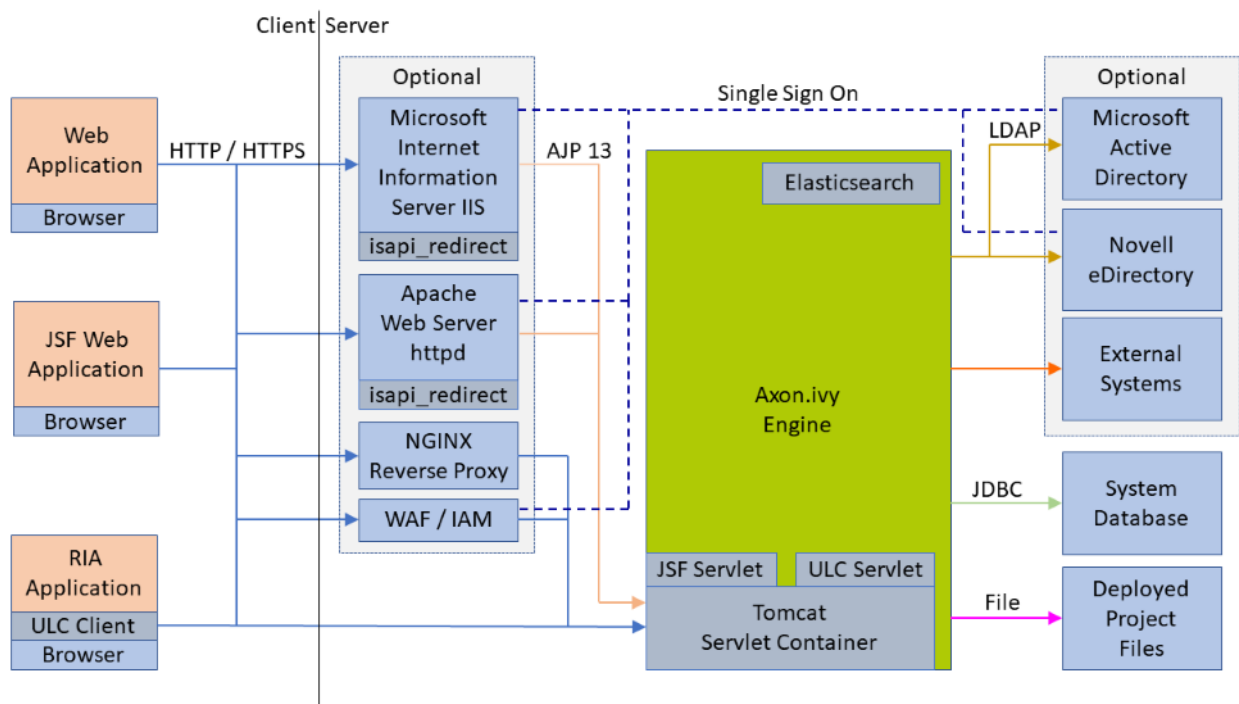 Client Server
Optional
Optional
Single Sign On
Web
Application
Browser
HTTP / HTTPS
Microsoft
Internet
Information
Server IIS
isapi_redirect
AJP 13
Elasticsearch
LDAP
Microsoft
Active
Directory
Novell
eDirectory
JSF Web
Application
Browser
Apache
Web Server
httpd
isapi_redirect
External
Systems
Axon.ivy
Engine
NGINX
Reverse Proxy
WAF / IAM
JDBC
System
Database
RIA
Application
ULC Client
Browser
JSF Servlet
ULC Servlet
Tomcat
Servlet Container
File
Deployed
Project
Files